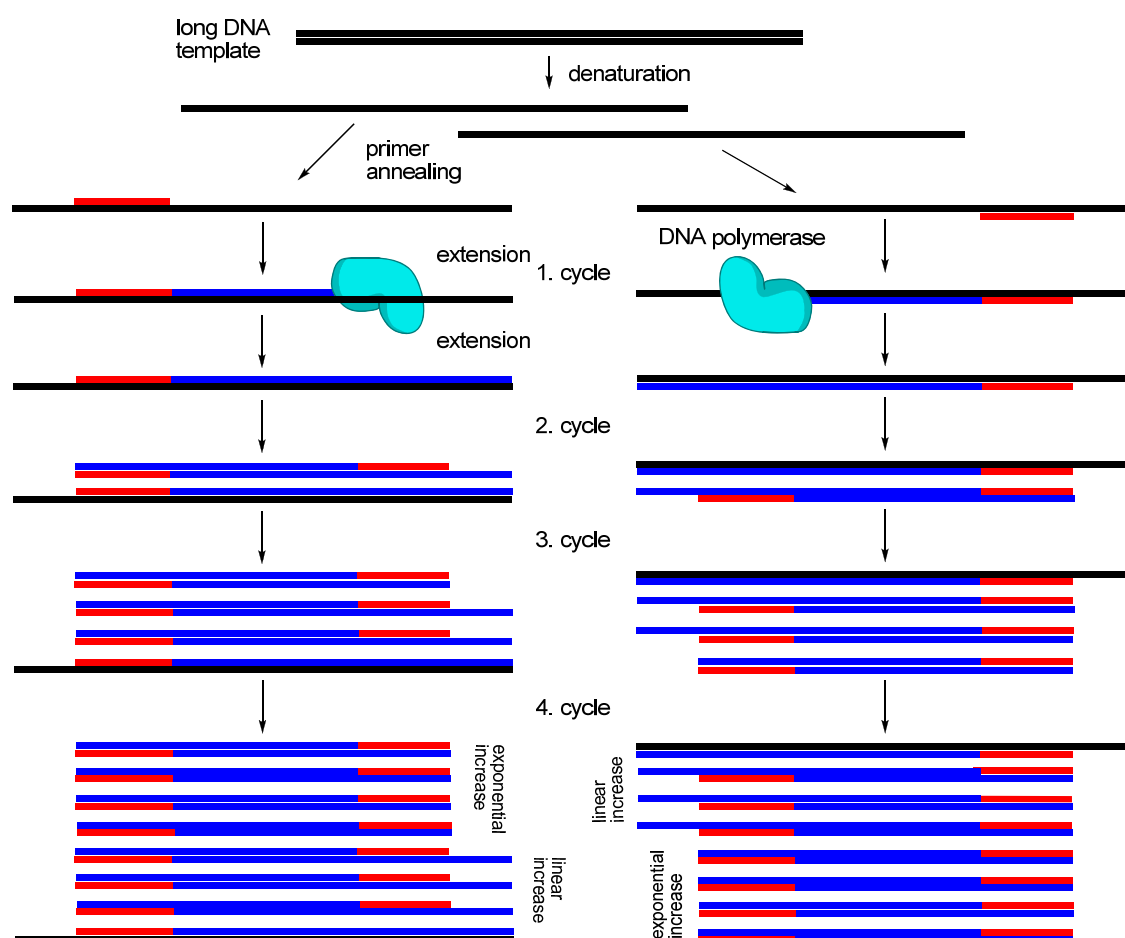 long DNA
template
denaturation
primer
annealing
extension
DNA polymerase
1. cycle
extension
2. cycle
3. cycle
4. cycle
exponential
increase
linear
increase
linear
increase
exponential
increase